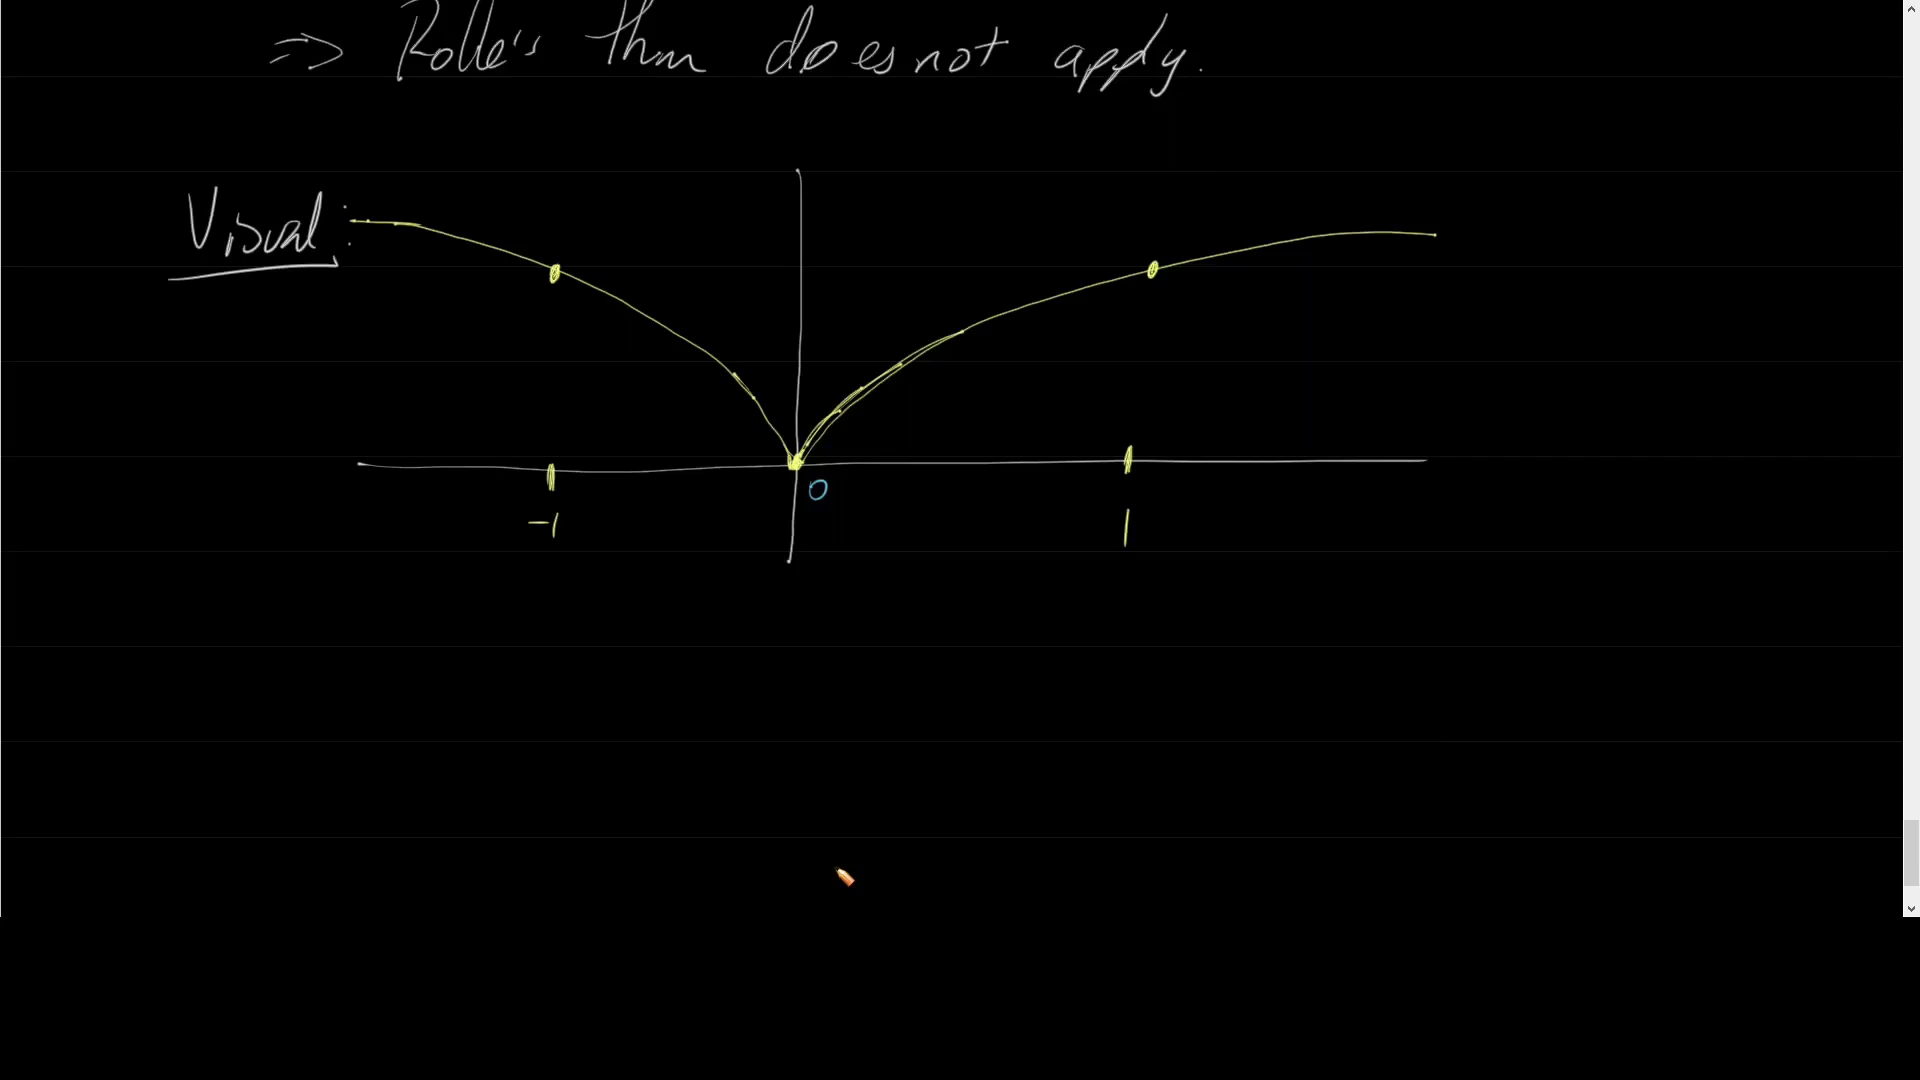 ⇒ Rolle's thm does not apply.
Visual:
0
-1 1